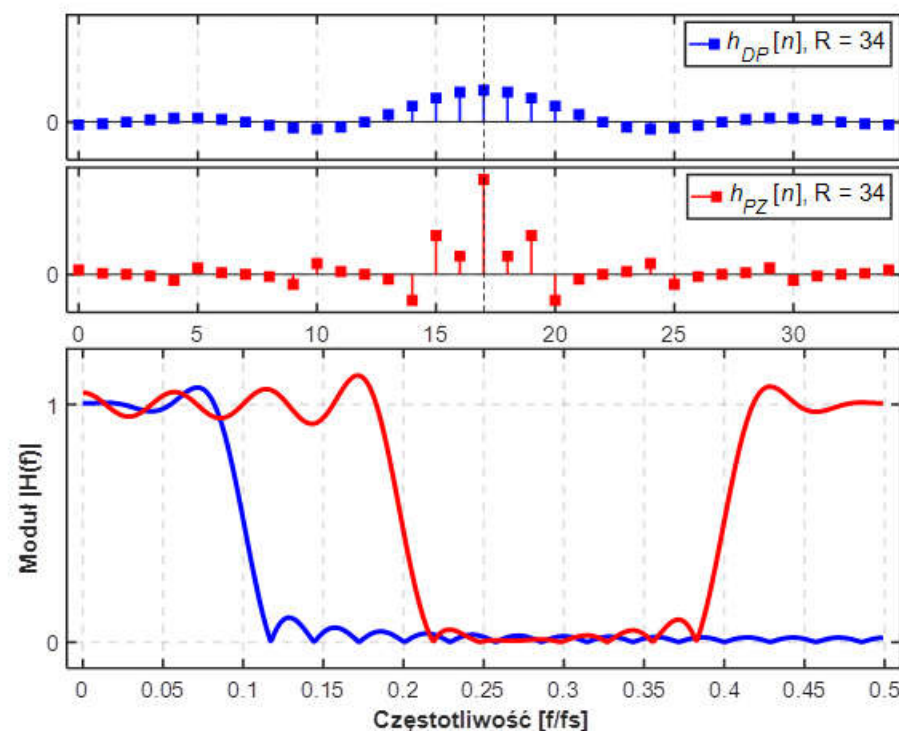 h_DP [n], R = 34
0
h_PZ [n], R = 34
0
0 5 10 15 20 25 30
1
0
Moduł |H(f)|
0 0.05 0.1 0.15 0.2 0.25 0.3 0.35 0.4 0.45 0.5
Częstotliwość [f/fs]